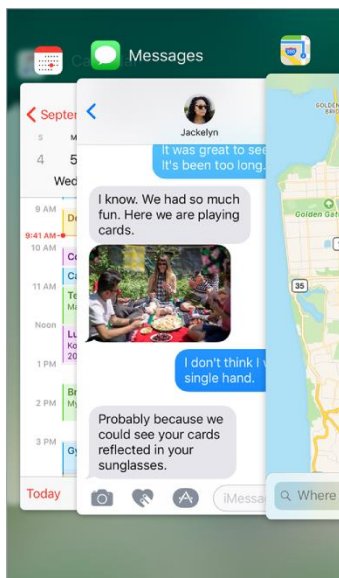 Messages
Septem
S
M
4
5
Wed
9 AM
9:41 AM
10 AM
11 AM
Noon
1 PM
2 PM
3 PM
Today
Jackelyn
It was great to see
It's been too long.
I know. We had so much
fun. Here we are playing
cards.
I don't think I w
single hand.
Probably because we
could see your cards
reflected in your
sunglasses.
iMessa
Golden Gat
35
Where